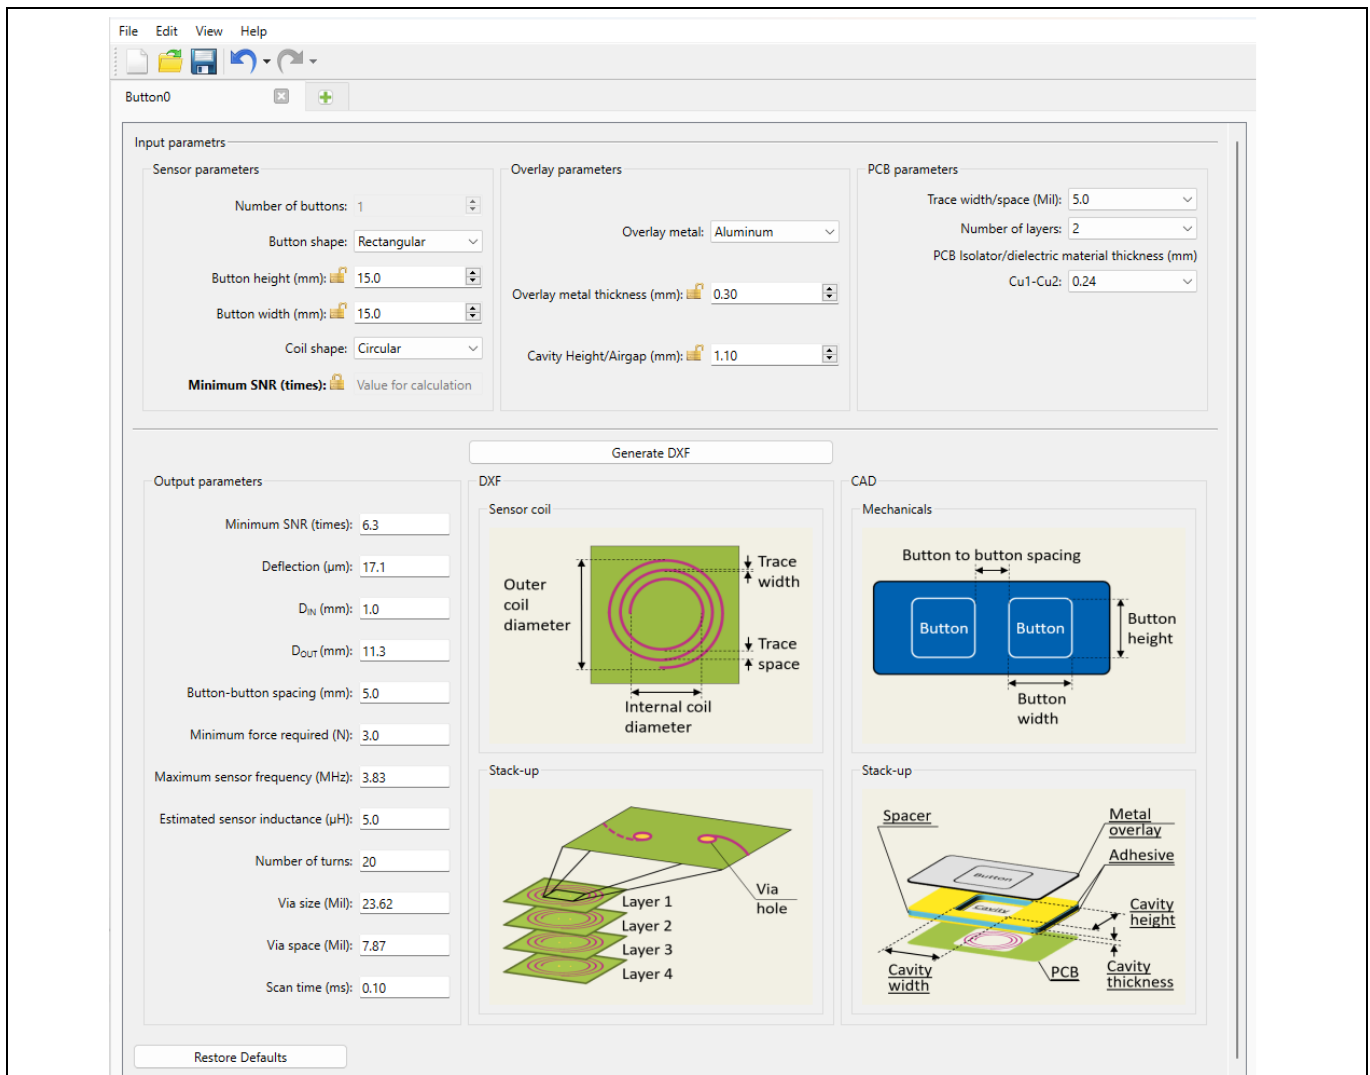 File Edit View Help
Button0
Input parametrs
Sensor parameters
Number of buttons: 1
Button shape: Rectangular
Button height (mm): 15.0
Button width (mm): 15.0
Coil shape: Circular
Minimum SNR (times): Value for calculation
Overlay parameters
Overlay metal: Aluminum
Overlay metal thickness (mm): 0.30
Cavity Height/Airgap (mm): 1.10
PCB parameters
Trace width/space (Mil): 5.0
Number of layers: 2
PCB Isolator/dielectric material thickness (mm)
Cu1-Cu2: 0.24
Generate DXF
Output parameters
Minimum SNR (times): 6.3
Deflection (μm): 17.1
DIN (mm): 1.0
DOUT (mm): 11.3
Button-button spacing (mm): 5.0
Minimum force required (N): 3.0
Maximum sensor frequency (MHz): 3.83
Estimated sensor inductance (μH): 5.0
Number of turns: 20
Via size (Mil): 23.62
Via space (Mil): 7.87
Scan time (ms): 0.10
DXF
Sensor coil
Outer
coil
diameter
Trace
width
Trace
space
Internal coil
diameter
Stack-up
Via
hole
Layer 1
Layer 2
Layer 3
Layer 4
CAD
Mechanicals
Button to button spacing
Button
Button
Button
height
Button
width
Stack-up
Spacer
Metal
overlay
Adhesive
Button
Cavity
Cavity
height
Cavity
width
PCB
Cavity
thickness
Restore Defaults